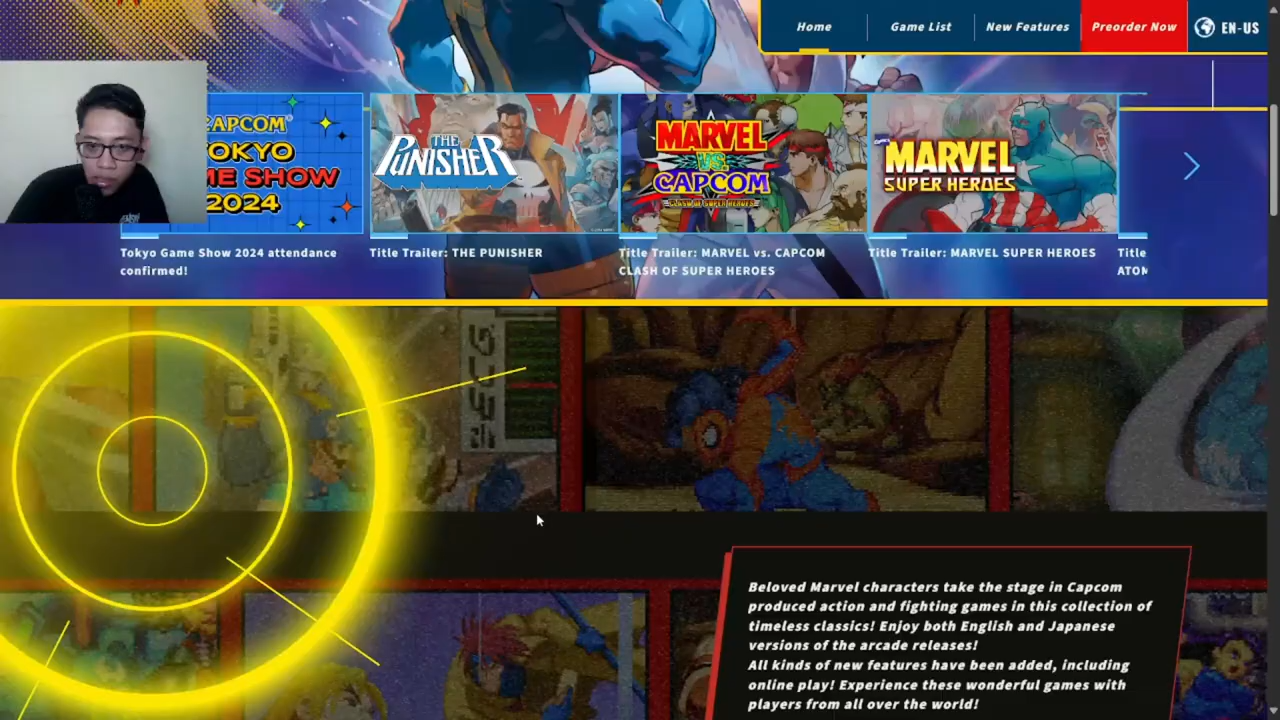 Home
Game List
New Features
Preorder Now
EN-US
CAPCOM
TOKYO
GAME SHOW
2024
THE
PUNISHER
MARVEL
VS.
CAPCOM
CLASH OF SUPER HEROES
MARVEL
SUPER HEROES
Tokyo Game Show 2024 attendance
confirmed!
Title Trailer: THE PUNISHER
Title Trailer: MARVEL vs. CAPCOM
CLASH OF SUPER HEROES
Title Trailer: MARVEL SUPER HEROES
Title
ATOM
Beloved Marvel characters take the stage in Capcom
produced action and fighting games in this collection of
timeless classics! Enjoy both English and Japanese
versions of the arcade releases!
All kinds of new features have been added, including
online play! Experience these wonderful games with
players from all over the world!